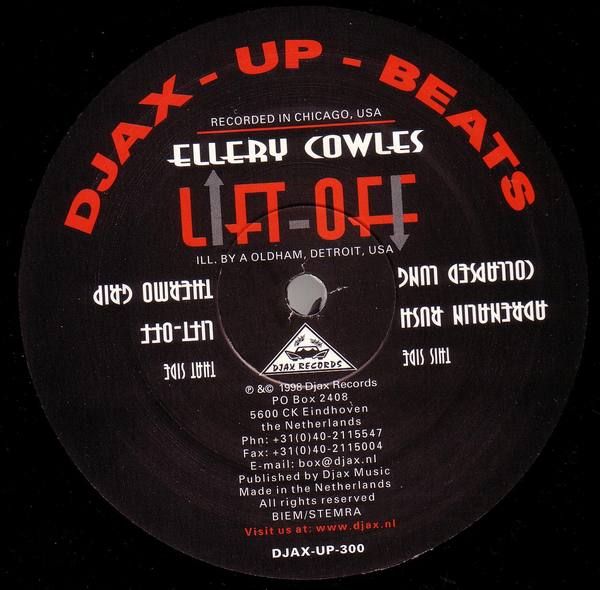 DJAX - UP - BEATS
RECORDED IN CHICAGO, USA
ELLERY COWLES
LIFT-OFF
ILL. BY A OLDHAM, DETROIT, USA
THAT SIDE
LIFT-OFF
THERMO GRIP
THIS SIDE
ADRENALIN RUSH
COLAPSED LUNG
DJAX RECORDS
℗ &© 1998 Djax Records
PO Box 2408
5600 CK Eindhoven
the Netherlands
Phn: +31(0)40-2115547
Fax: +31(0)40-2115004
E-mail: box@djax.nl
Published by Djax Music
Made in the Netherlands
All rights reserved
BIEM/STEMRA
Visit us at: www.djax.nl
DJAX-UP-300